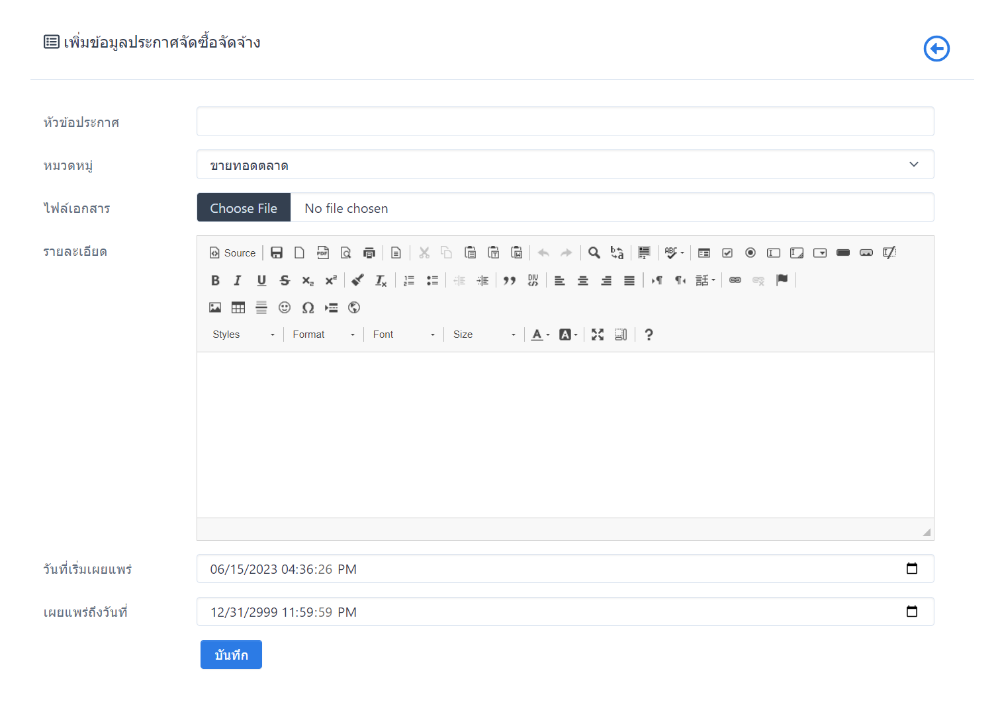 เพิ่มข้อมูลประกาศจัดซื้อจัดจ้าง
หัวข้อประกาศ
หมวดหมู่ ขายทอดตลาด
ไฟล์เอกสาร Choose File No file chosen
รายละเอียด
Source
Styles Format Font Size
วันที่เริ่มเผยแพร่ 06/15/2023 04:36:26 PM
เผยแพร่ถึงวันที่ 12/31/2999 11:59:59 PM
บันทึก